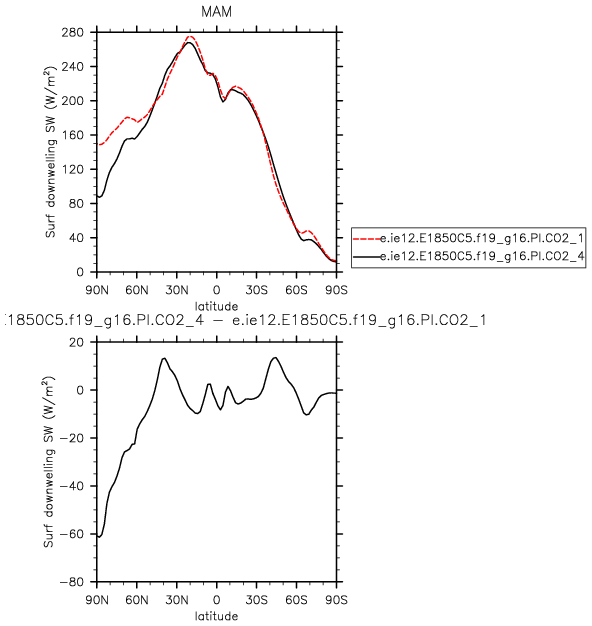 MAM
Surf downwelling SW (W/m²)
280
240
200
160
120
80
40
0
90N 60N 30N 0 30S 60S 90S
latitude
e.ie12.E1850C5.f19_g16.PI.CO2_1
e.ie12.E1850C5.f19_g16.PI.CO2_4
.1850C5.f19_g16.PI.CO2_4 − e.ie12.E1850C5.f19_g16.PI.CO2_1
Surf downwelling SW (W/m²)
20
0
−20
−40
−60
−80
90N 60N 30N 0 30S 60S 90S
latitude